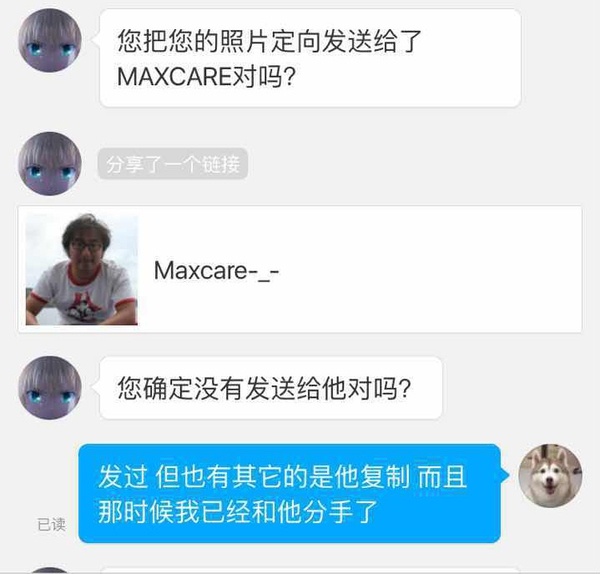 您把您的照片定向发送给了
MAXCARE对吗?
分享了一个链接
Maxcare-_-
您确定没有发送给他对吗?
发过 但也有其它的是他复制 而且
那时候我已经和他分手了
已读